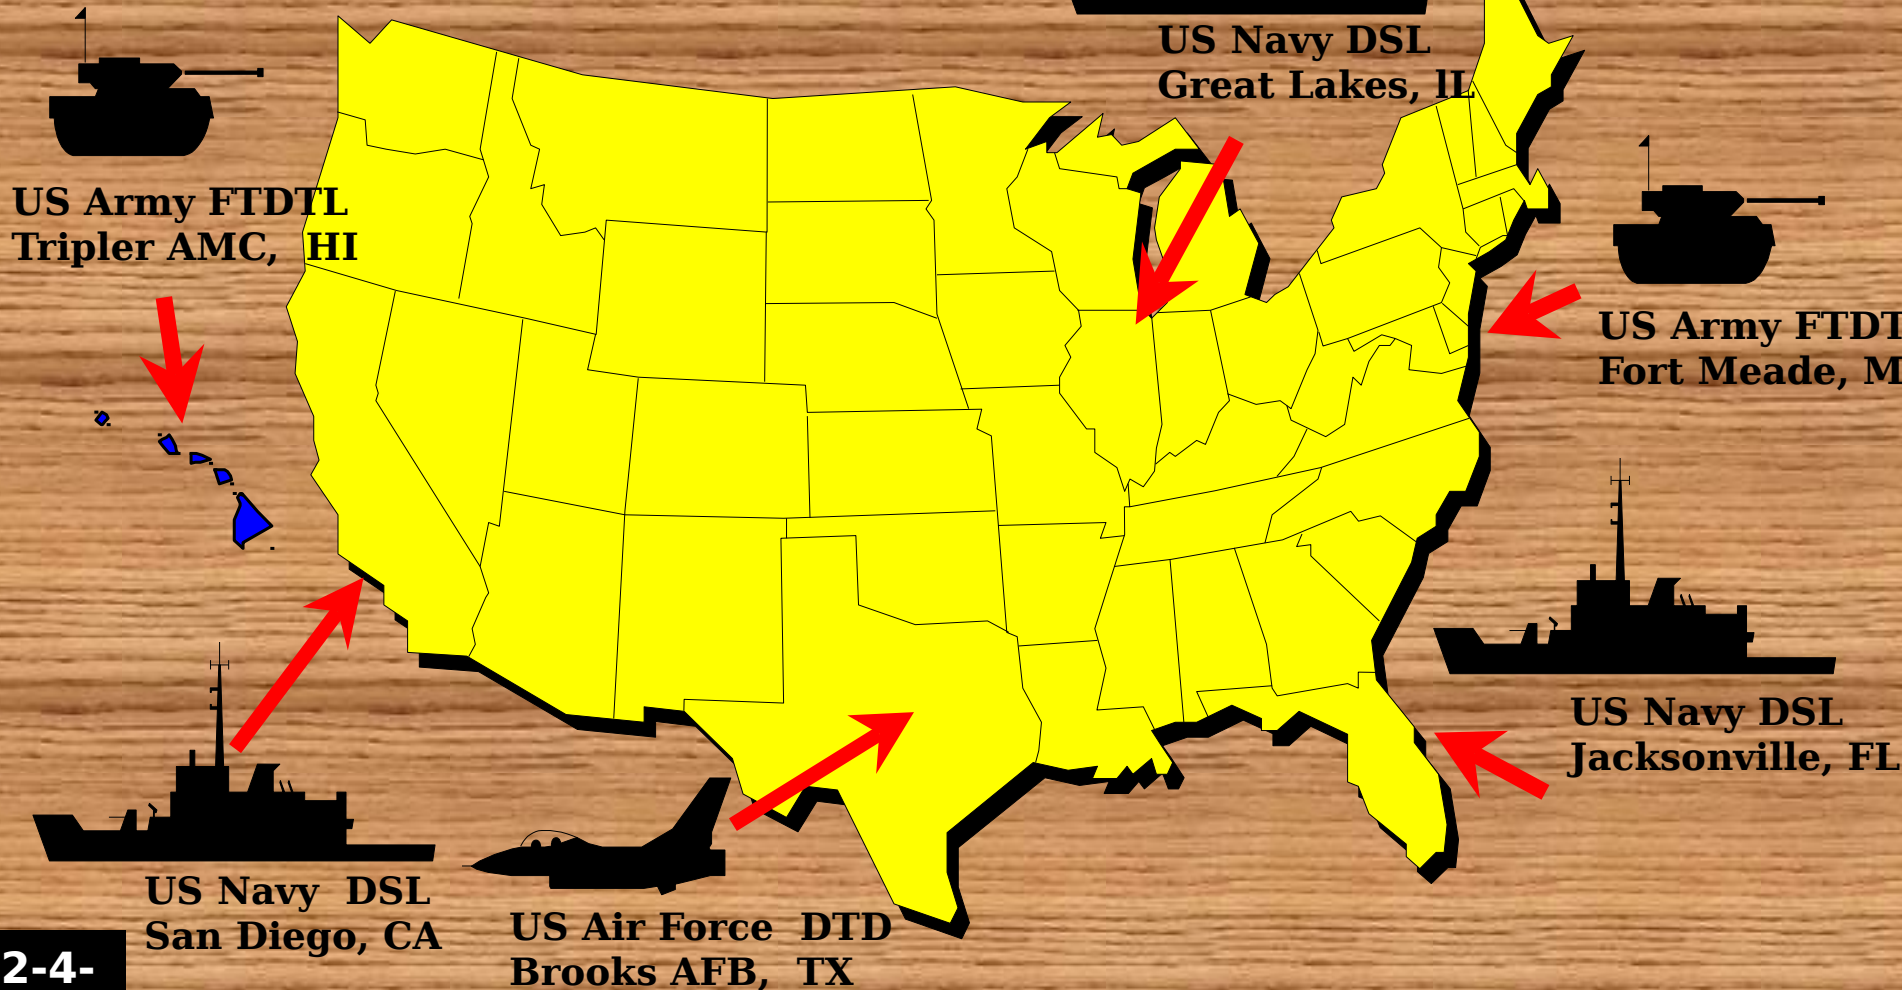 US Navy DSL
Great Lakes, lL
US Army FTDTL
Tripler AMC, HI
US Army FTDT
Fort Meade, M
US Navy DSL
Jacksonville, FL
US Navy DSL
San Diego, CA
US Air Force DTD
Brooks AFB, TX
2-4-